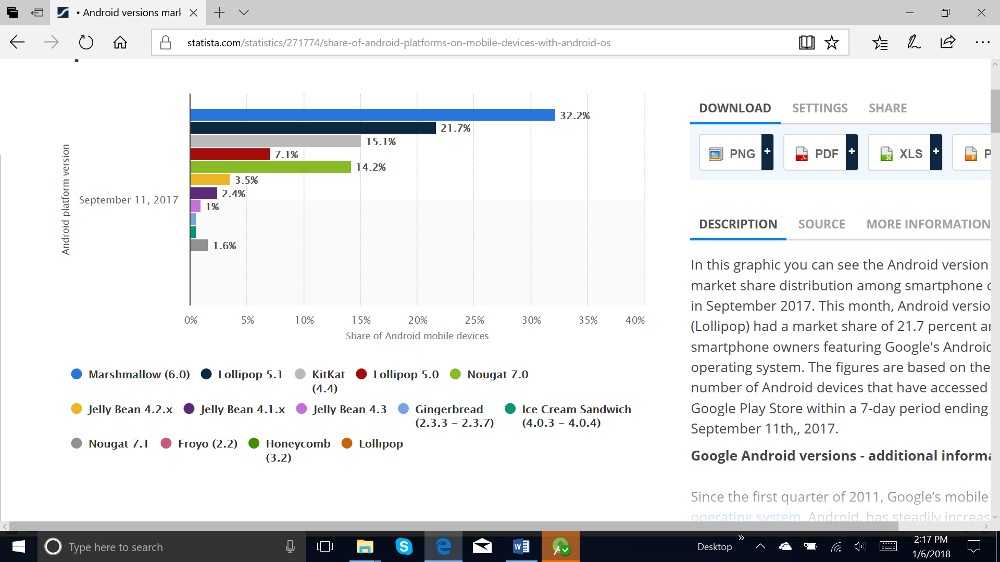 • Android versions mar
statista.com/statistics/271774/share-of-android-platforms-on-mobile-devices-with-android-os
32.2%
21.7%
15.1%
7.1%
14.2%
3.5%
2.4%
1%
1.6%
Android platform version
September 11, 2017
0% 5% 10% 15% 20% 25% 30% 35% 40%
Share of Android mobile devices
Marshmallow (6.0) Lollipop 5.1 KitKat Lollipop 5.0 Nougat 7.0
(4.4)
Jelly Bean 4.2.x Jelly Bean 4.1.x Jelly Bean 4.3 Gingerbread Ice Cream Sandwich
(2.3.3 – 2.3.7) (4.0.3 – 4.0.4)
Nougat 7.1 Froyo (2.2) Honeycomb Lollipop
(3.2)
DOWNLOAD SETTINGS SHARE
PNG + PDF + XLS + P
DESCRIPTION SOURCE MORE INFORMATION
In this graphic you can see the Android version
market share distribution among smartphone
in September 2017. This month, Android versio
(Lollipop) had a market share of 21.7 percent
smartphone owners featuring Google's Android
operating system. The figures are based on the
number of Android devices that have accessed
Google Play Store within a 7-day period ending
September 11th,, 2017.
Google Android versions - additional informa
Since the first quarter of 2011, Google’s mobile
operating system, Android, has steadily increas
Type here to search
Desktop
2:17 PM
1/6/2018